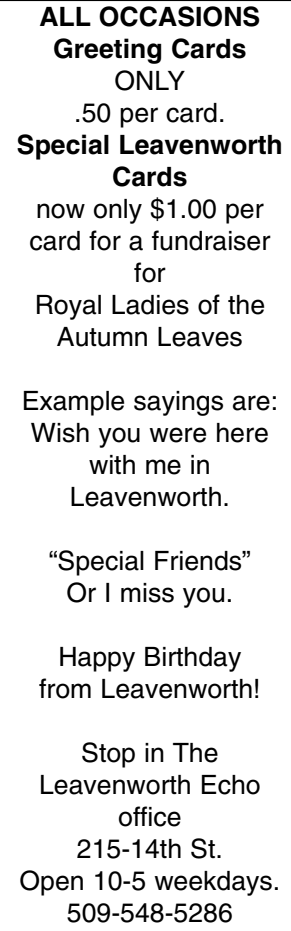 ALL OCCASIONS
Greeting Cards
ONLY
.50 per card.
Special Leavenworth
Cards
now only $1.00 per
card for a fundraiser
for
Royal Ladies of the
Autumn Leaves
Example sayings are:
Wish you were here
with me in
Leavenworth.
“Special Friends”
Or I miss you.
Happy Birthday
from Leavenworth!
Stop in The
Leavenworth Echo
office
215-14th St.
Open 10-5 weekdays.
509-548-5286